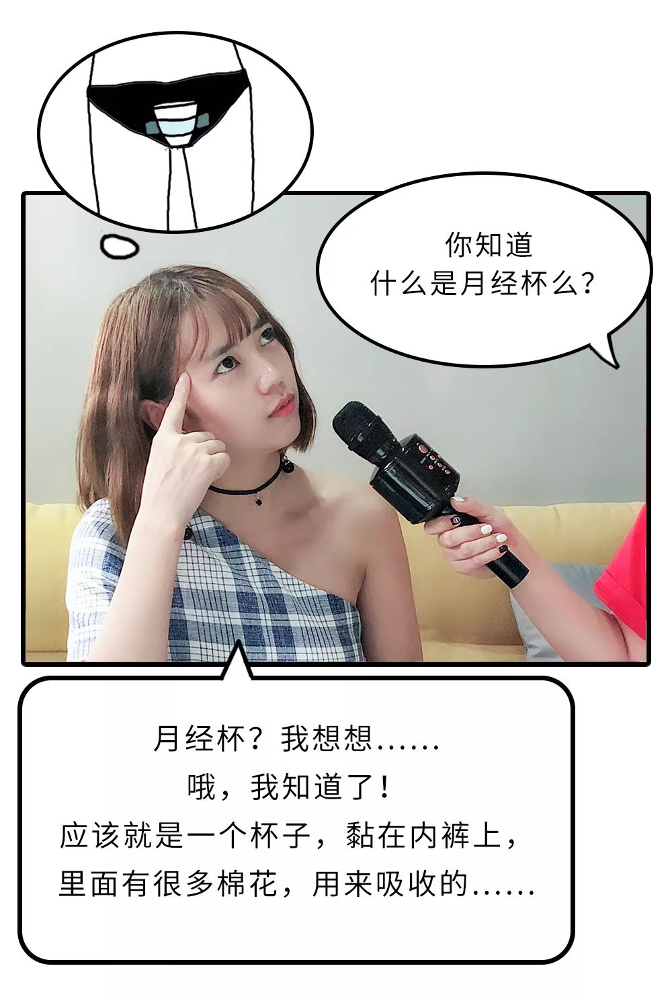 你知道
什么是月经杯么？
月经杯？我想想……
哦，我知道了！
应该就是一个杯子，黏在内裤上，
里面有很多棉花，用来吸收的……